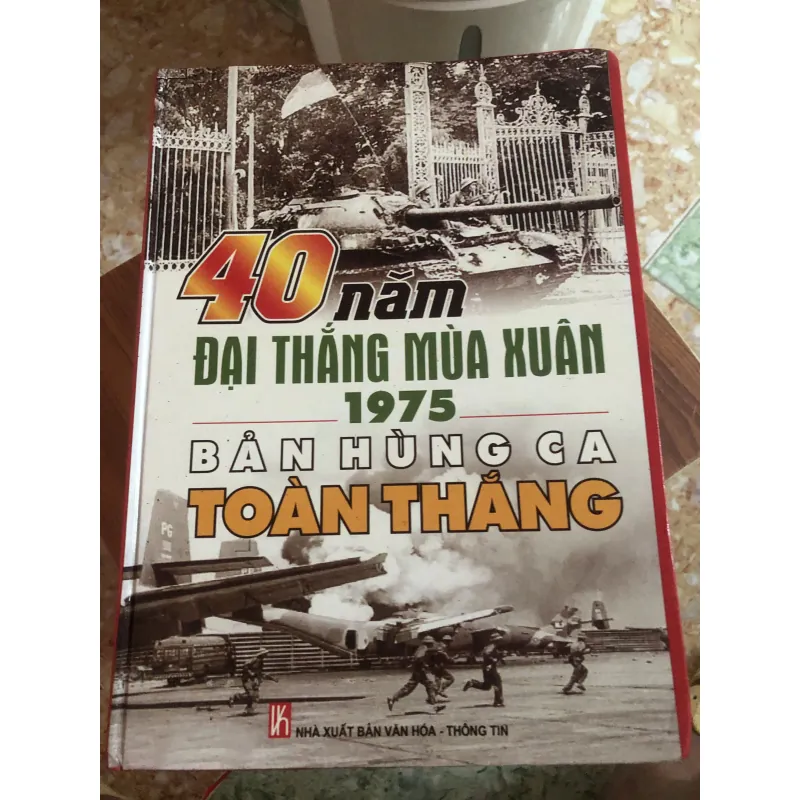 40 năm
ĐẠI THẮNG MÙA XUÂN
1975
BẢN HÙNG CA
TOÀN THẮNG
PG
NHÀ XUẤT BẢN VĂN HÓA - THÔNG TIN